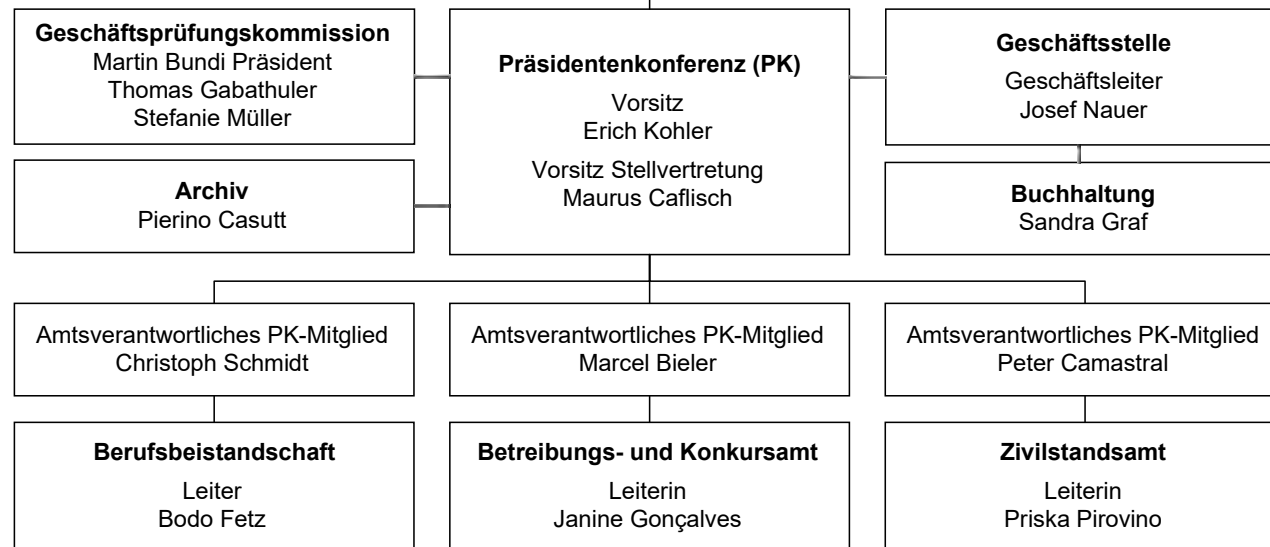 Geschäftsprüfungskommission
Martin Bundi Präsident
Thomas Gabathuler
Stefanie Müller
Präsidentenkonferenz (PK)
Vorsitz
Erich Kohler
Vorsitz Stellvertretung
Maurus Caflisch
Geschäftsstelle
Geschäftsleiter
Josef Nauer
Archiv
Pierino Casutt
Buchhaltung
Sandra Graf
Amtsverantwortliches PK-Mitglied
Christoph Schmidt
Amtsverantwortliches PK-Mitglied
Marcel Bieler
Amtsverantwortliches PK-Mitglied
Peter Camastral
Berufsbeistandschaft
Leiter
Bodo Fetz
Betreibungs- und Konkursamt
Leiterin
Janine Gonçalves
Zivilstandsamt
Leiterin
Priska Pirovino